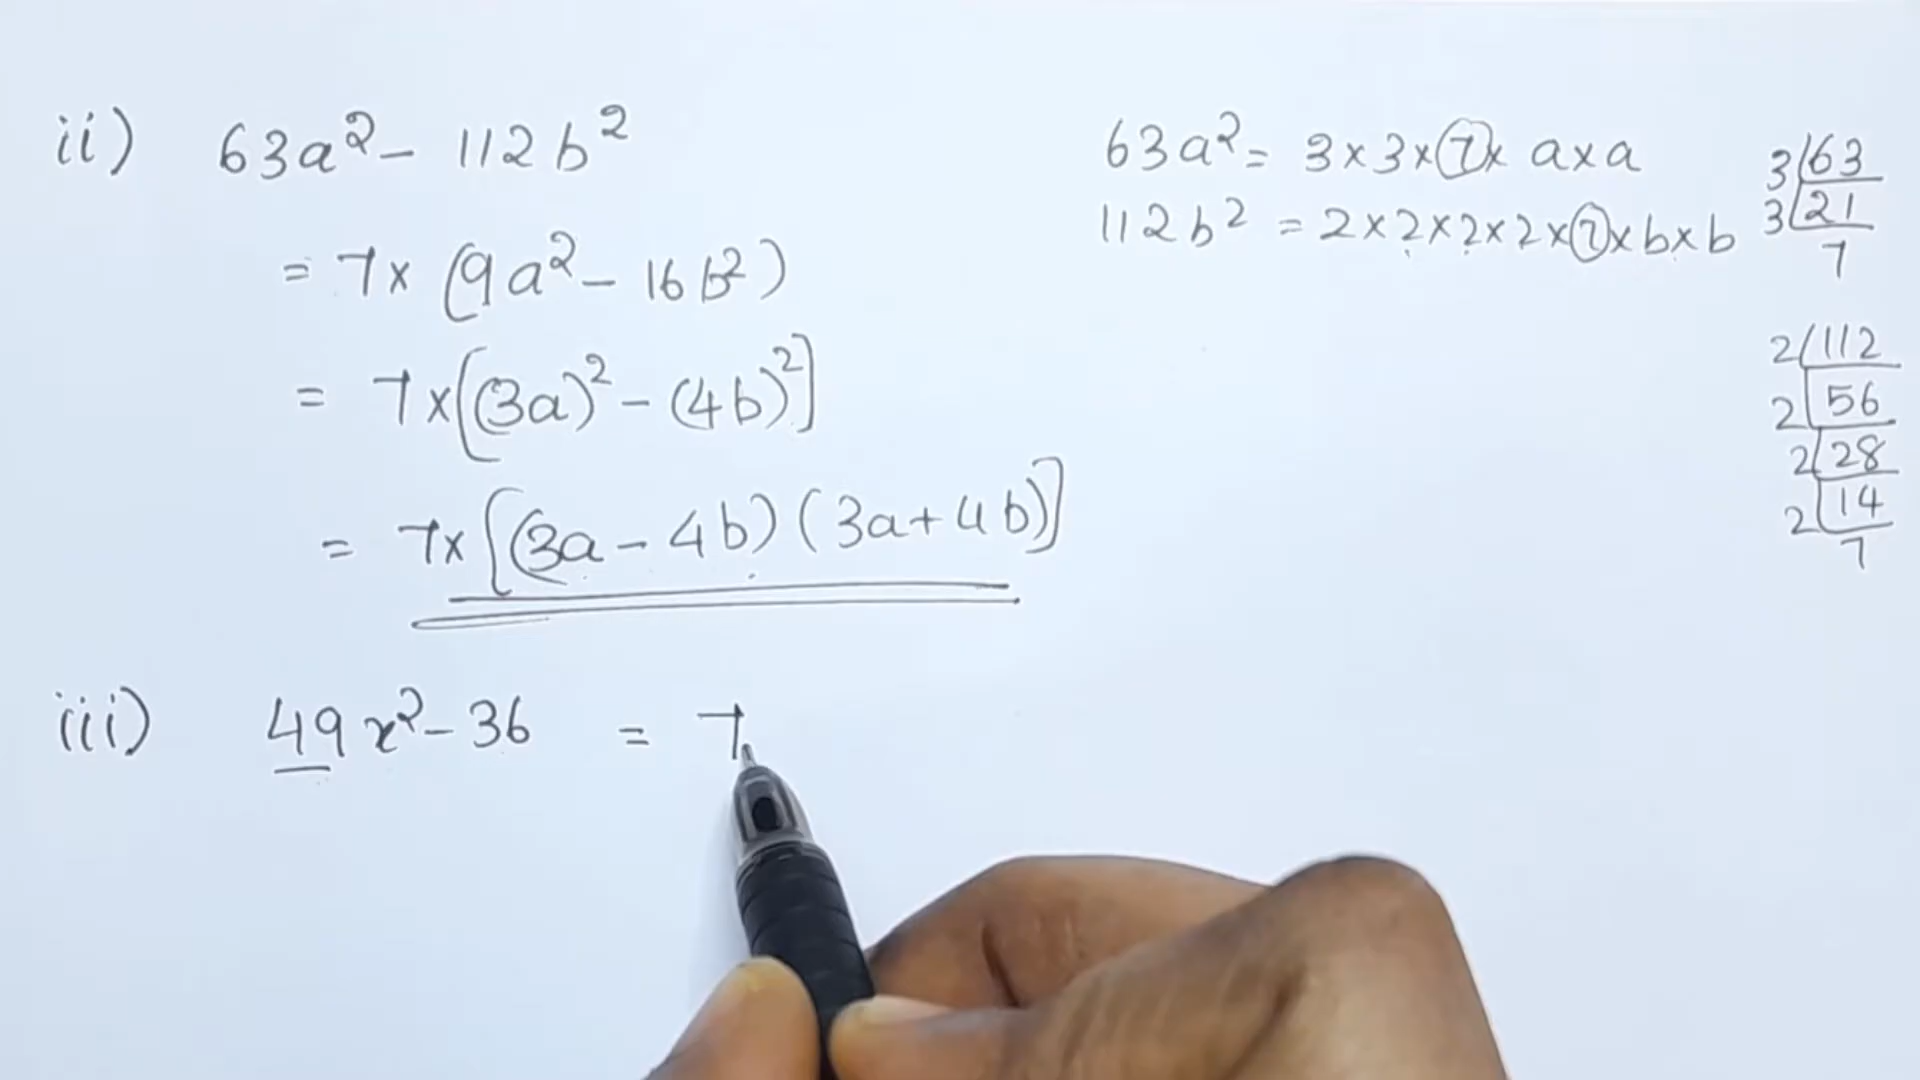 ii) 63a² - 112b²
= 7 × (9a² - 16b²)
= 7 × [(3a)² - (4b)²]
= 7 × [(3a - 4b) (3a + 4b)]
63a² = 3 × 3 × 7 × a × a
112b² = 2 × 2 × 2 × 2 × 7 × b × b
3 63
3 21
7
2 112
2 56
2 28
2 14
7
iii) 49x² - 36 = 7